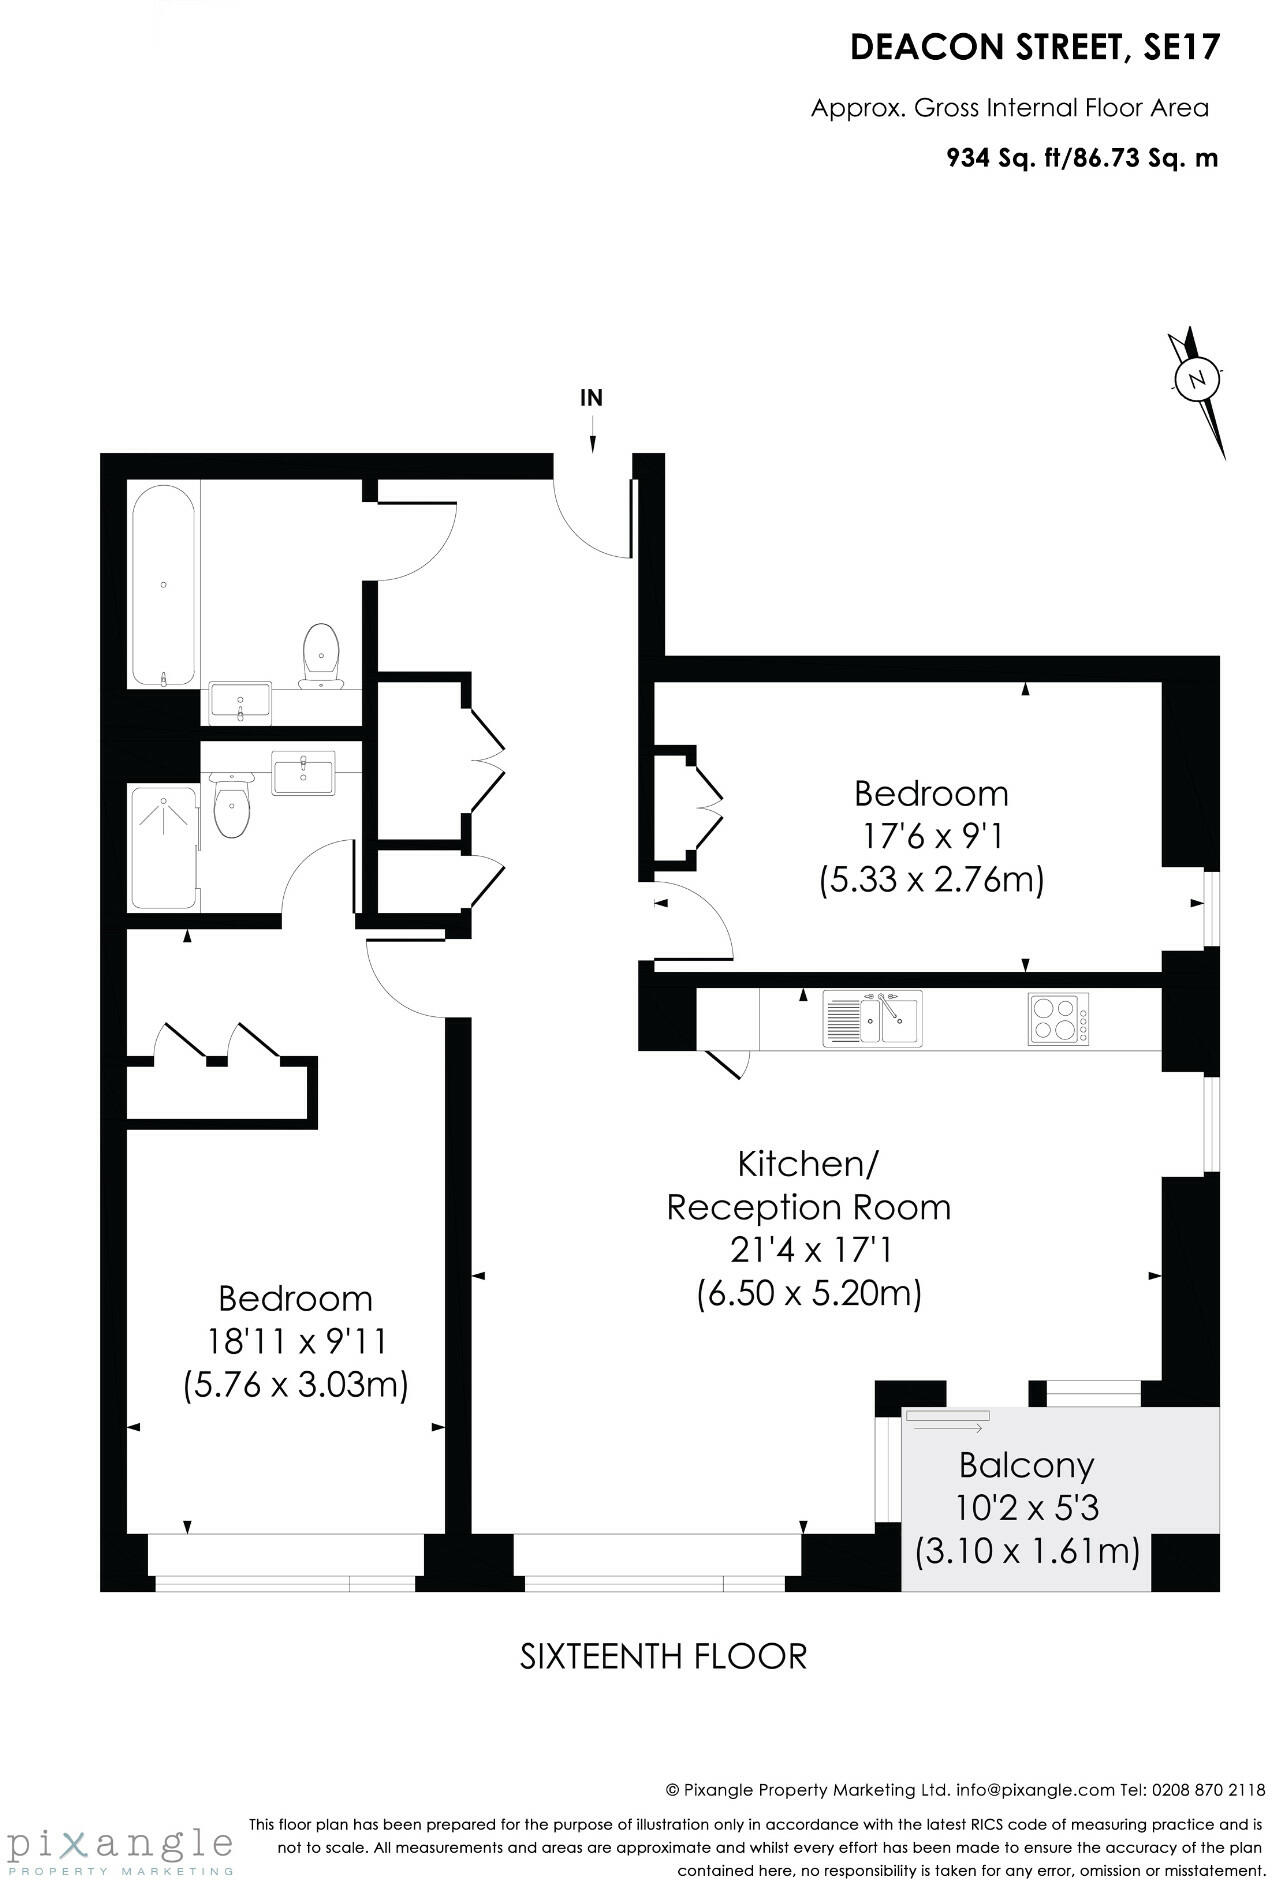 DEACON STREET, SE17
Approx. Gross Internal Floor Area
934 Sq. ft/86.73 Sq. m
N
IN
Bedroom
17'6 x 9'1
(5.33 x 2.76m)
Kitchen/
Reception Room
21'4 x 17'1
(6.50 x 5.20m)
Bedroom
18'11 x 9'11
(5.76 x 3.03m)
Balcony
10'2 x 5'3
(3.10 x 1.61m)
SIXTEENTH FLOOR
© Pixangle Property Marketing Ltd. info@pixangle.com Tel: 0208 870 2118
pixangle
PROPERTY MARKETING
This floor plan has been prepared for the purpose of illustration only in accordance with the latest RICS code of measuring practice and is
not to scale. All measurements and areas are approximate and whilst every effort has been made to ensure the accuracy of the plan
contained here, no responsibility is taken for any error, omission or misstatement.